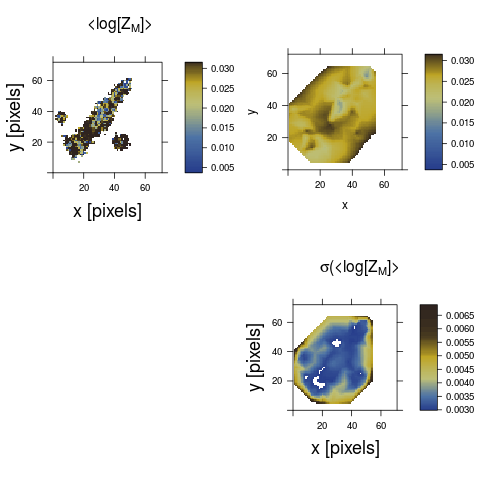 <log[Z_M]>
60
40
20
20 40 60
y [pixels]
x [pixels]
0.030
0.025
0.020
0.015
0.010
0.005
60
40
20
20 40 60
y
x
0.030
0.025
0.020
0.015
0.010
0.005
σ(<log[Z_M]>
60
40
20
20 40 60
y [pixels]
x [pixels]
0.0065
0.0060
0.0055
0.0050
0.0045
0.0040
0.0035
0.0030